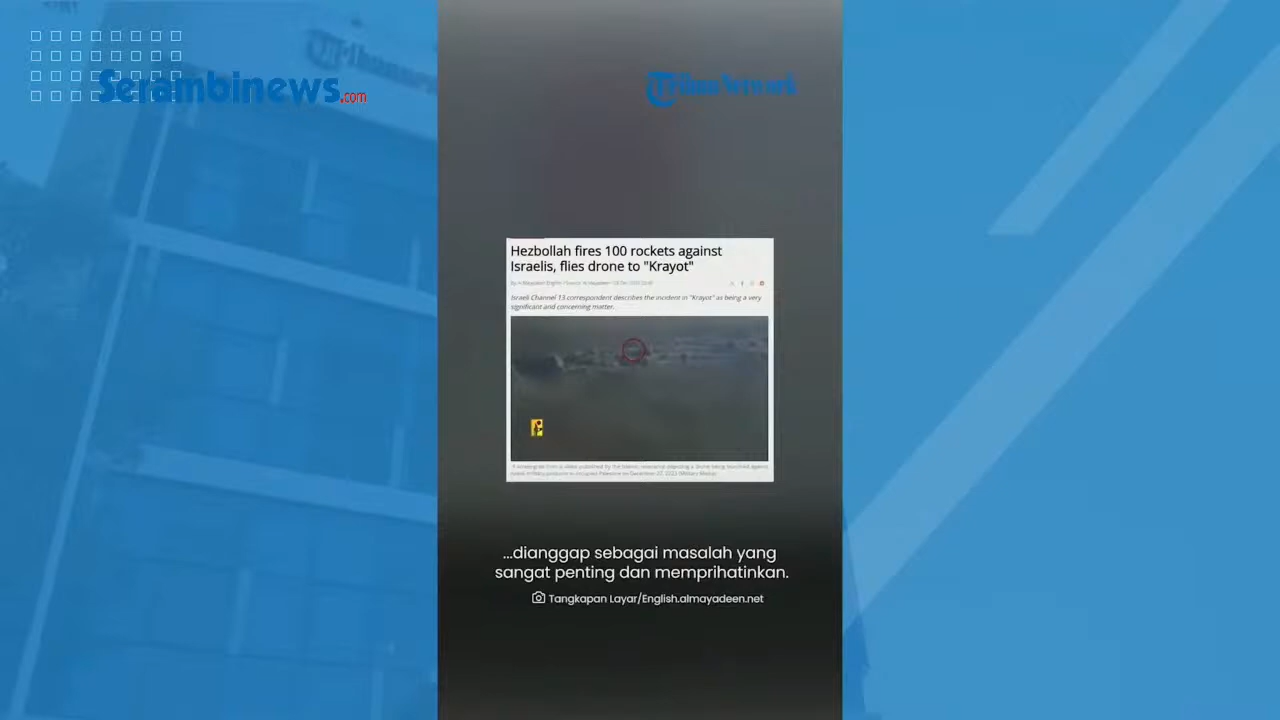 Serambinews.com
Tribun Network
Hezbollah fires 100 rockets against
Israelis, flies drone to "Krayot"
Israeli Channel 13 correspondent describes the incident in "Krayot" as being a very
significant and concerning matter.
...dianggap sebagai masalah yang
sangat penting dan memprihatinkan.
Tangkapan Layar/English.almayadeen.net